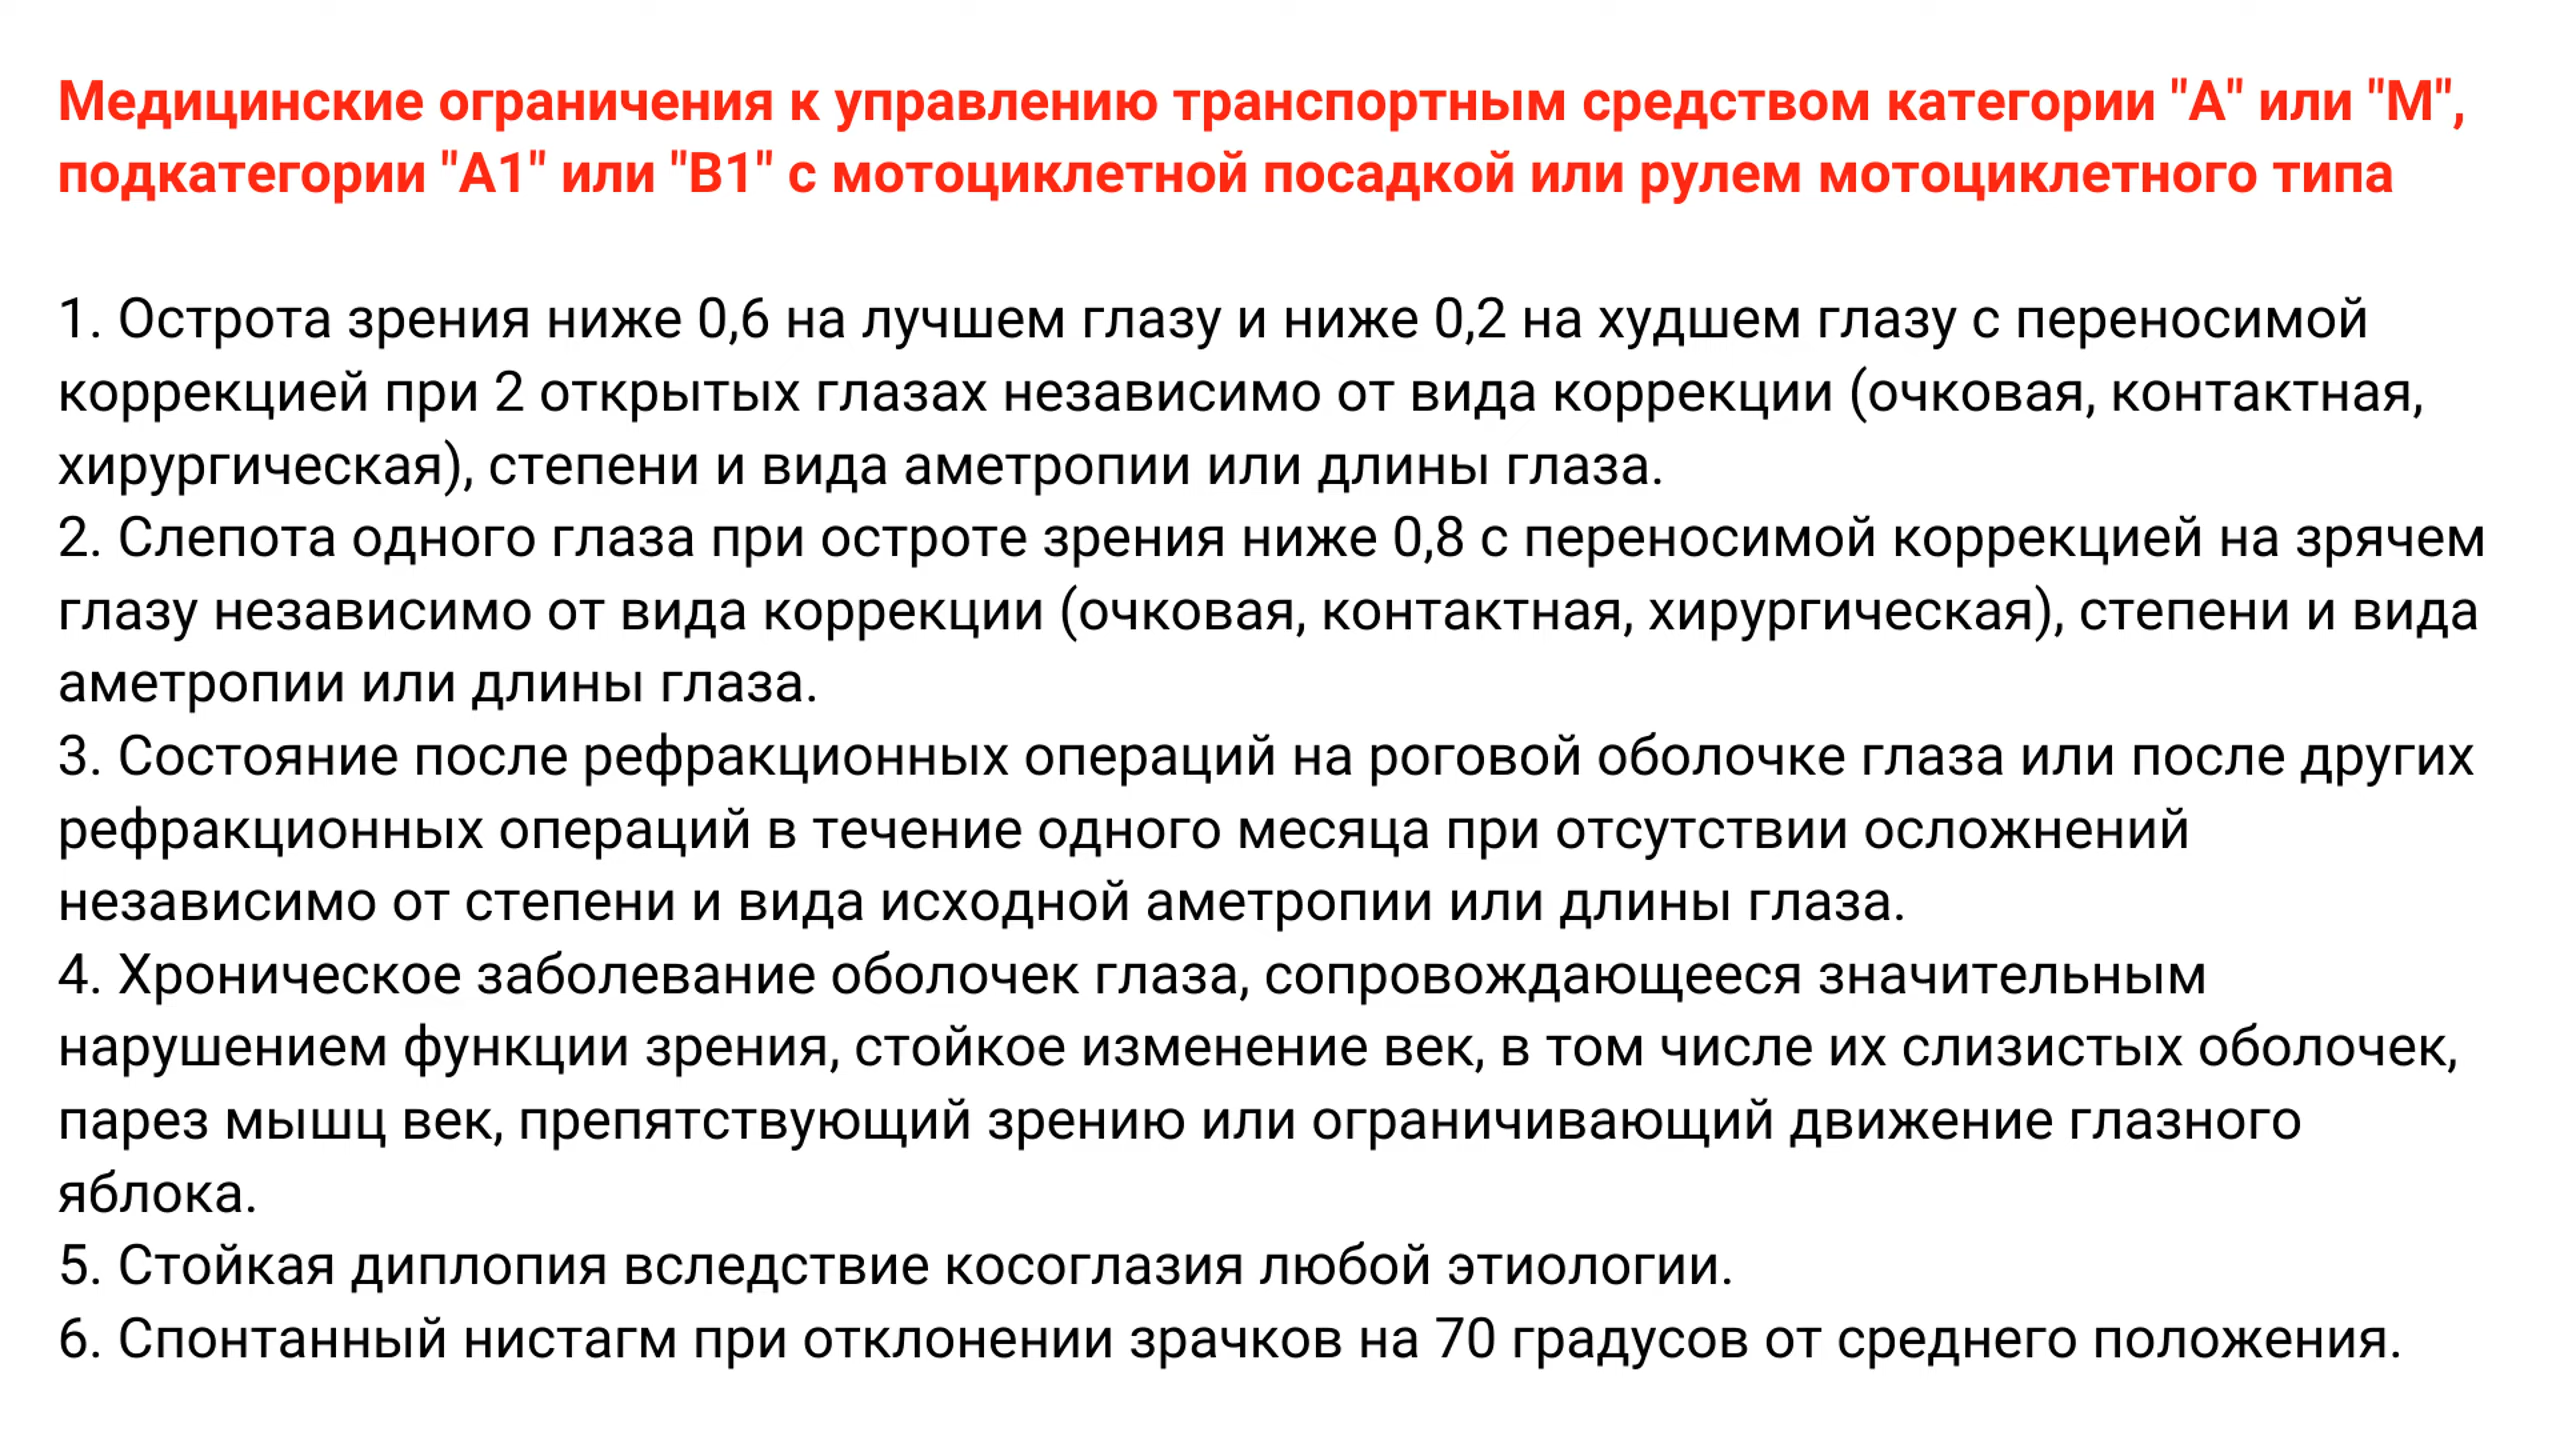 Медицинские ограничения к управлению транспортным средством категории "А" или "М",
подкатегории "А1" или "В1" с мотоциклетной посадкой или рулем мотоциклетного типа
1. Острота зрения ниже 0,6 на лучшем глазу и ниже 0,2 на худшем глазу с переносимой
коррекцией при 2 открытых глазах независимо от вида коррекции (очковая, контактная,
хирургическая), степени и вида аметропии или длины глаза.
2. Слепота одного глаза при остроте зрения ниже 0,8 с переносимой коррекцией на зрячем
глазу независимо от вида коррекции (очковая, контактная, хирургическая), степени и вида
аметропии или длины глаза.
3. Состояние после рефракционных операций на роговой оболочке глаза или после других
рефракционных операций в течение одного месяца при отсутствии осложнений
независимо от степени и вида исходной аметропии или длины глаза.
4. Хроническое заболевание оболочек глаза, сопровождающееся значительным
нарушением функции зрения, стойкое изменение век, в том числе их слизистых оболочек,
парез мышц век, препятствующий зрению или ограничивающий движение глазного
яблока.
5. Стойкая диплопия вследствие косоглазия любой этиологии.
6. Спонтанный нистагм при отклонении зрачков на 70 градусов от среднего положения.